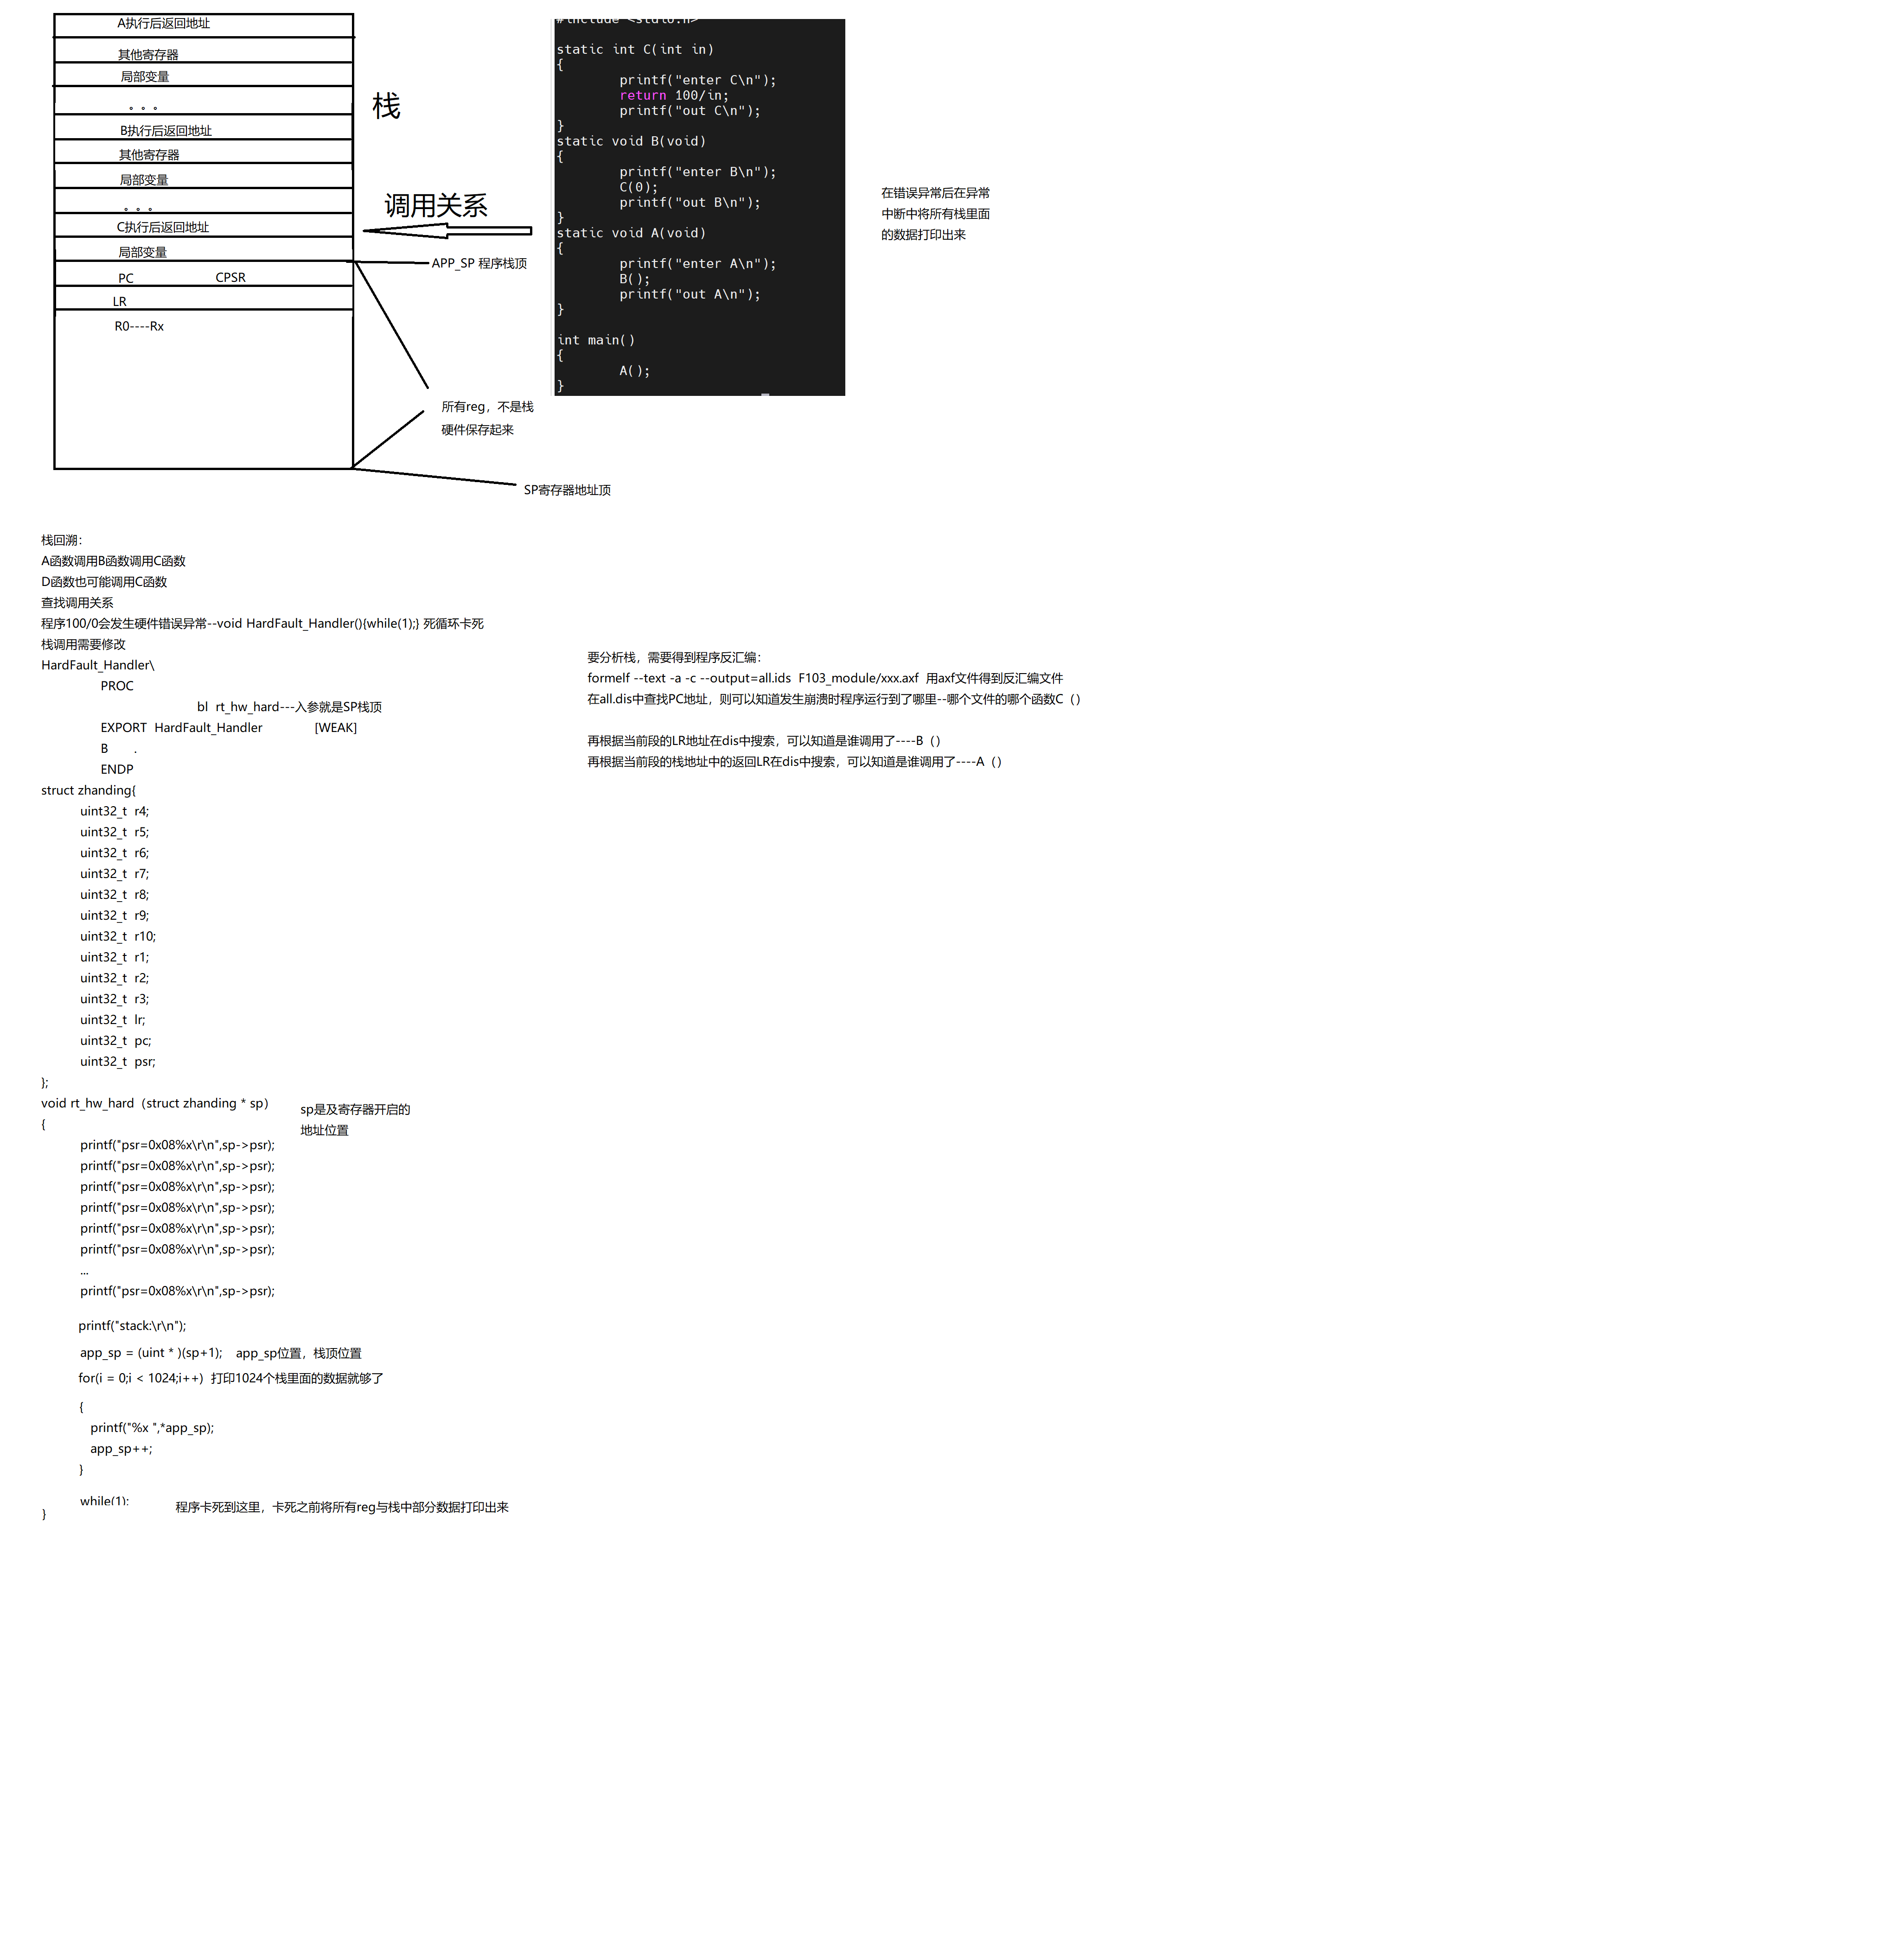 A执行后返回地址
其他寄存器
局部变量
。。。
B执行后返回地址
其他寄存器
局部变量
。。。
C执行后返回地址
局部变量
PC CPSR
LR
R0----Rx
栈
调用关系
APP_SP 程序栈顶
所有reg，不是栈
硬件保存起来
SP寄存器地址顶
#include <stdio.h>
static int C(int in)
{
printf("enter C\n");
return 100/in;
printf("out C\n");
}
static void B(void)
{
printf("enter B\n");
C(0);
printf("out B\n");
}
static void A(void)
{
printf("enter A\n");
B();
printf("out A\n");
}
int main()
{
A();
}
在错误异常后在异常
中断中将所有栈里面
的数据打印出来
栈回溯：
A函数调用B函数调用C函数
D函数也可能调用C函数
查找调用关系
程序100/0会发生硬件错误异常--void HardFault_Handler(){while(1);} 死循环卡死
栈调用需要修改
HardFault_Handler\
PROC
bl rt_hw_hard---入参就是SP栈顶
EXPORT HardFault_Handler [WEAK]
B .
ENDP
struct zhanding{
uint32_t r4;
uint32_t r5;
uint32_t r6;
uint32_t r7;
uint32_t r8;
uint32_t r9;
uint32_t r10;
uint32_t r1;
uint32_t r2;
uint32_t r3;
uint32_t lr;
uint32_t pc;
uint32_t psr;
};
void rt_hw_hard（struct zhanding * sp）
{
sp是及寄存器开启的
地址位置
printf("psr=0x08%x\r\n",sp->psr);
printf("psr=0x08%x\r\n",sp->psr);
printf("psr=0x08%x\r\n",sp->psr);
printf("psr=0x08%x\r\n",sp->psr);
printf("psr=0x08%x\r\n",sp->psr);
printf("psr=0x08%x\r\n",sp->psr);
...
printf("psr=0x08%x\r\n",sp->psr);
printf("stack:\r\n");
app_sp = (uint * )(sp+1); app_sp位置，栈顶位置
for(i = 0;i < 1024;i++) 打印1024个栈里面的数据就够了
{
printf("%x ",*app_sp);
app_sp++;
}
while(1); 程序卡死到这里，卡死之前将所有reg与栈中部分数据打印出来
}
要分析栈，需要得到程序反汇编：
formelf --text -a -c --output=all.ids F103_module/xxx.axf 用axf文件得到反汇编文件
在all.dis中查找PC地址，则可以知道发生崩溃时程序运行到了哪里--哪个文件的哪个函数C（）
再根据当前段的LR地址在dis中搜索，可以知道是谁调用了----B（）
再根据当前段的栈地址中的返回LR在dis中搜索，可以知道是谁调用了----A（）